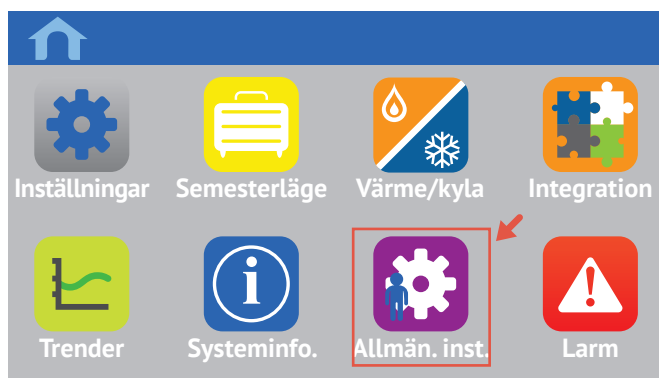 Inställningar Semesterläge Värme/kyla Integration
Trender Systeminfo. Allmän. inst. Larm